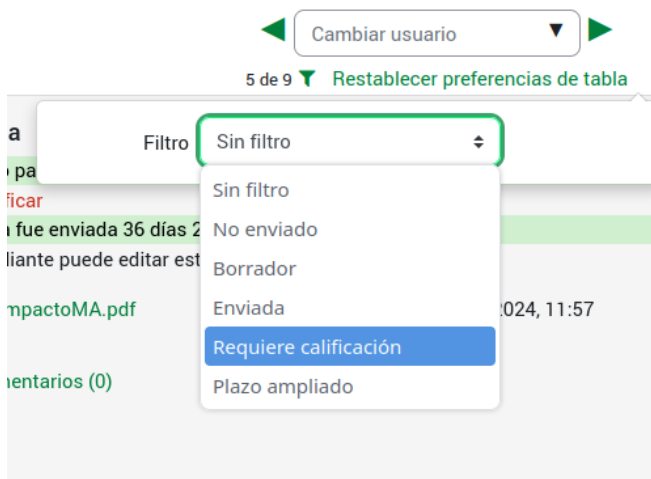 Cambiar usuario
5 de 9 Restablecer preferencias de tabla
a
Filtro Sin filtro
pa
ficar
Sin filtro
fue enviada 36 días 2
No enviado
diante puede editar est
Borrador
mpactoMA.pdf
Enviada
2024, 11:57
Requiere calificación
mentarios (0)
Plazo ampliado